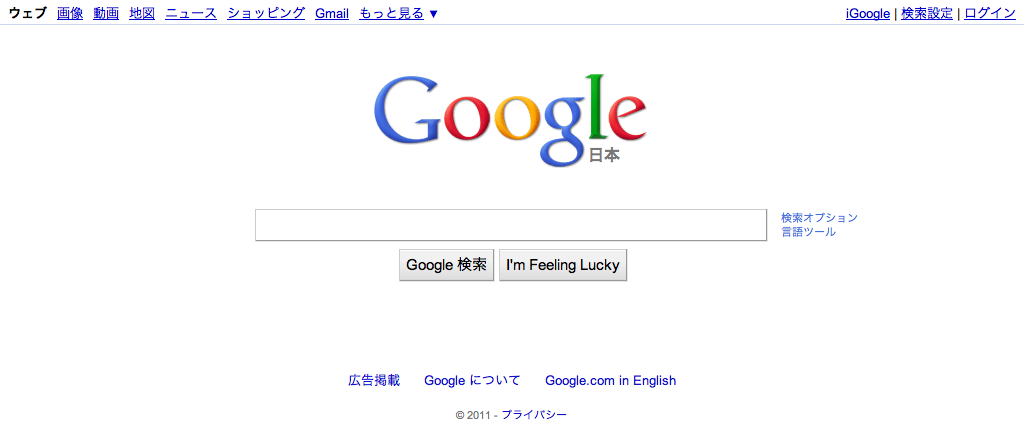 ウェブ 画像 動画 地図 ニュース ショッピング Gmail もっと見る ▼ iGoogle | 検索設定 | ログイン
Google
日本
検索オプション
言語ツール
Google 検索 I'm Feeling Lucky
広告掲載 Google について Google.com in English
© 2011 - プライバシー